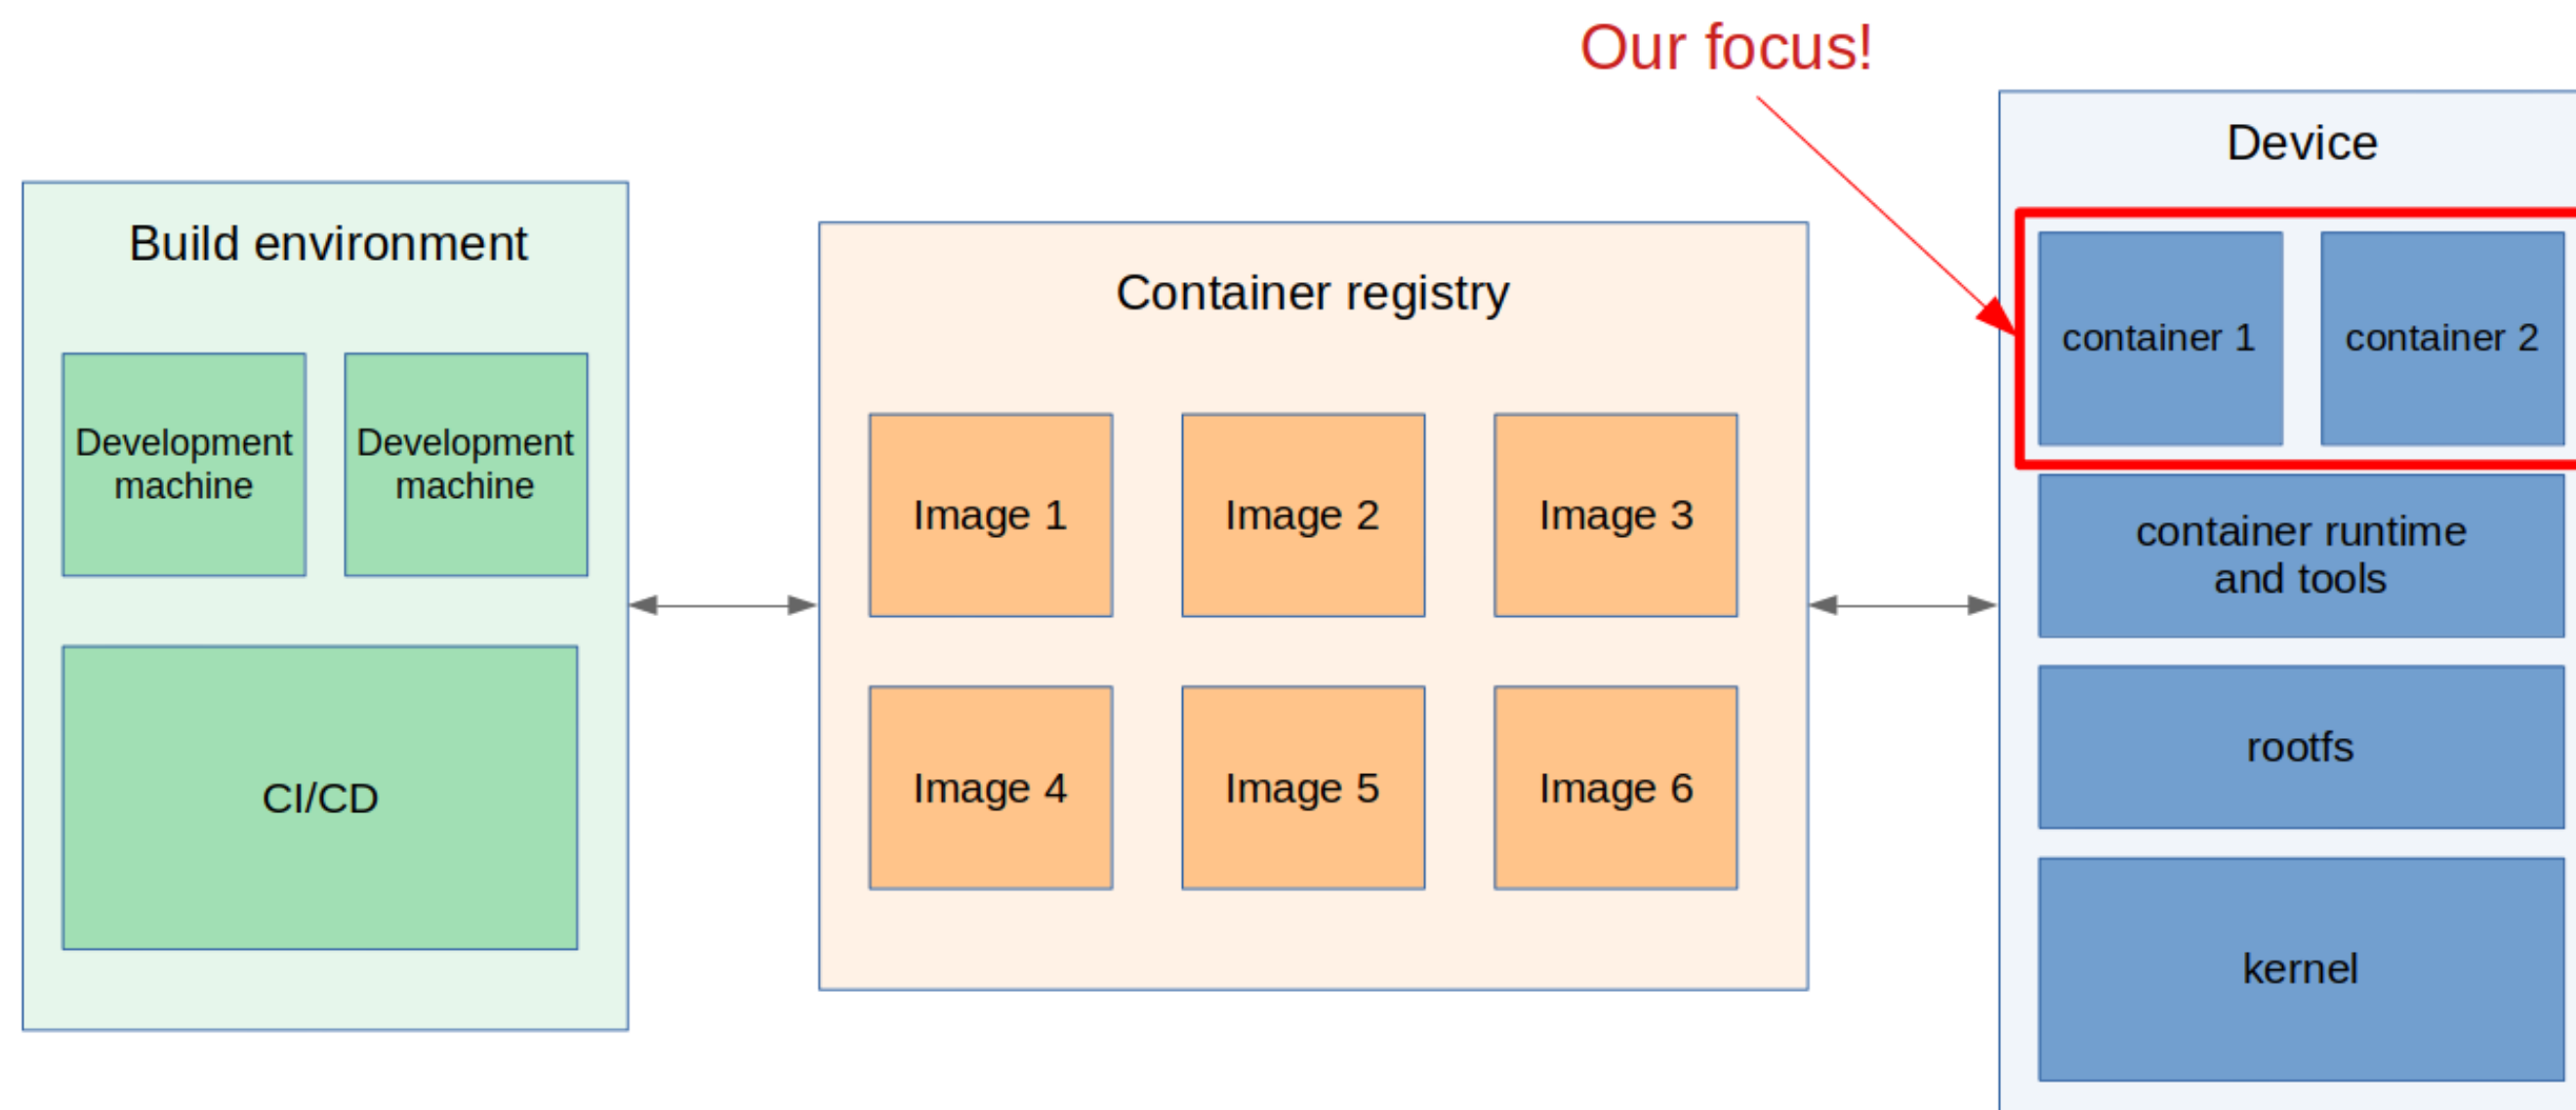 Our focus!
Build environment
Development
machine
Development
machine
CI/CD
Container registry
Image 1
Image 2
Image 3
Image 4
Image 5
Image 6
Device
container 1
container 2
container runtime
and tools
rootfs
kernel